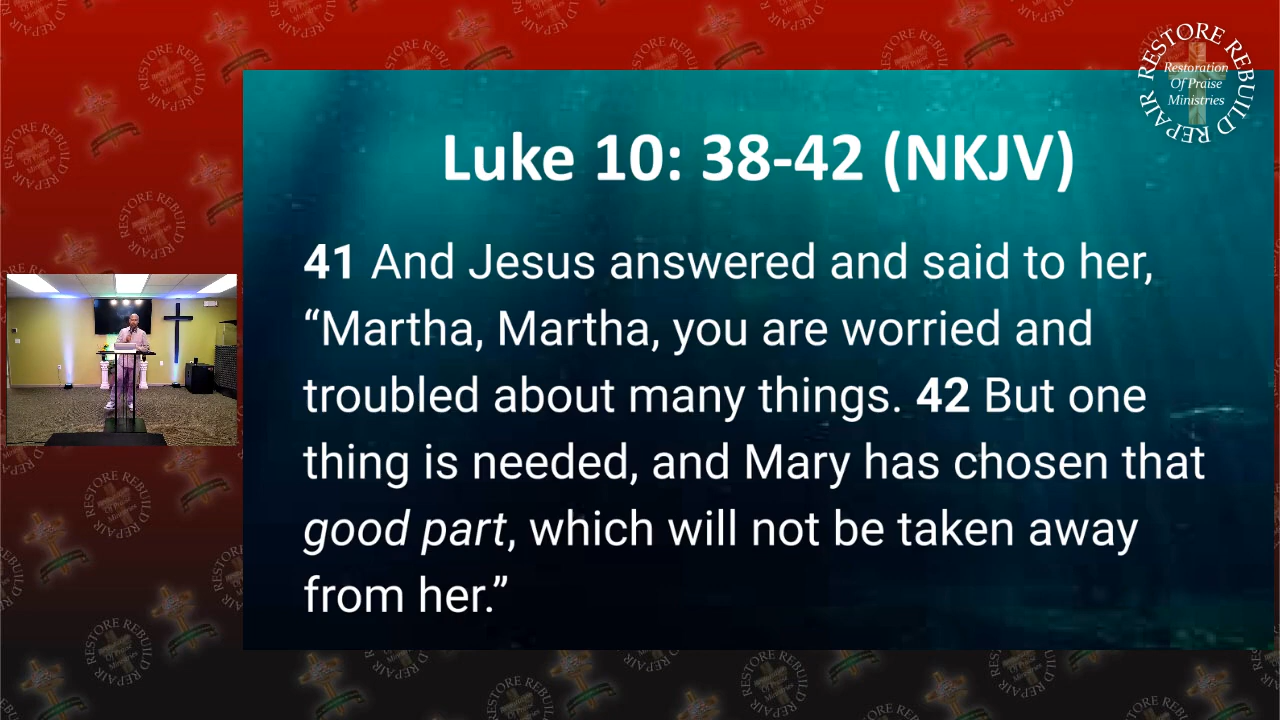 RESTORE REBUILD REPAIR
Restoration
Of Praise
Ministries
Luke 10: 38-42 (NKJV)
41 And Jesus answered and said to her,
“Martha, Martha, you are worried and
troubled about many things. 42 But one
thing is needed, and Mary has chosen that
good part, which will not be taken away
from her.”